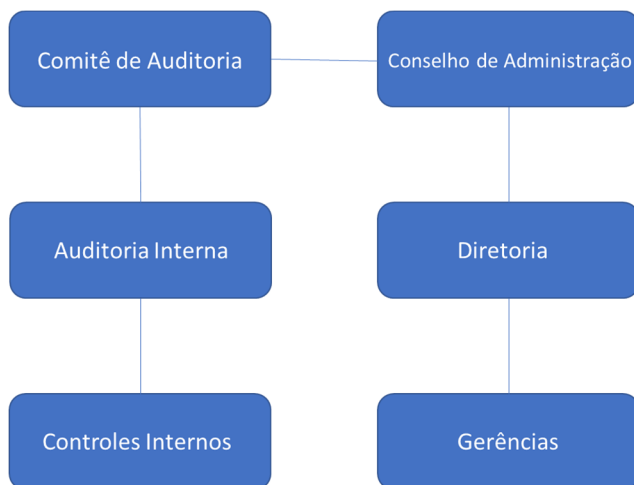 Comitê de Auditoria
Conselho de Administração
Auditoria Interna
Diretoria
Controles Internos
Gerências